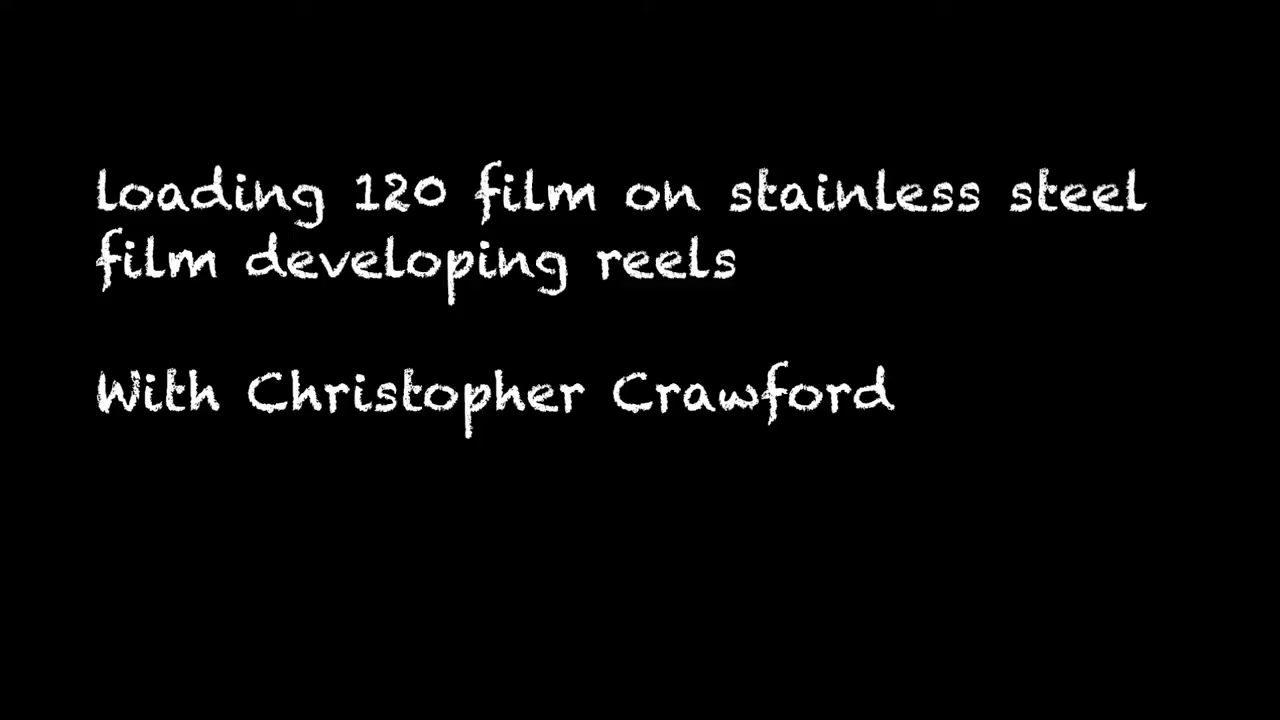 loading 120 film on stainless steel
film developing reels
With Christopher Crawford